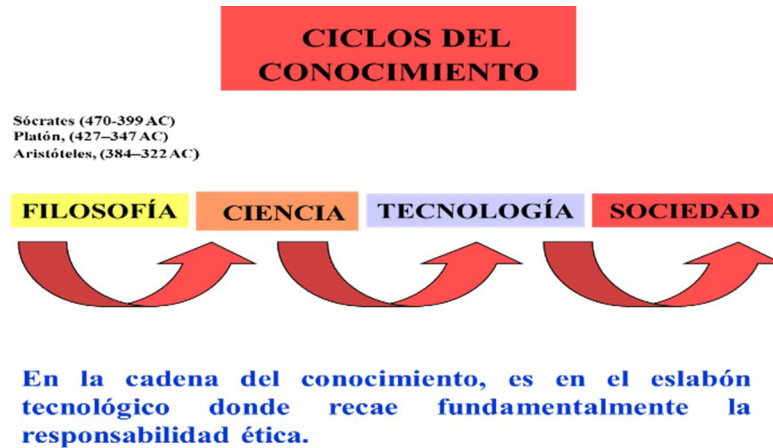 CICLOS DEL
CONOCIMIENTO
Sócrates (470-399 AC)
Platón, (427–347 AC)
Aristóteles, (384–322 AC)
FILOSOFÍA
CIENCIA
TECNOLOGÍA
SOCIEDAD
En la cadena del conocimiento, es en el eslabón
tecnológico donde recae fundamentalmente la
responsabilidad ética.